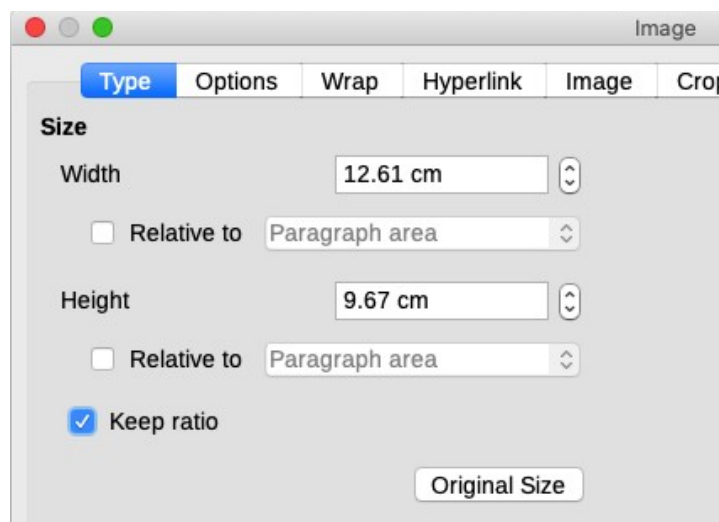 Image
Type Options Wrap Hyperlink Image Crop
Size
Width 12.61 cm
Relative to Paragraph area
Height 9.67 cm
Relative to Paragraph area
Keep ratio
Original Size